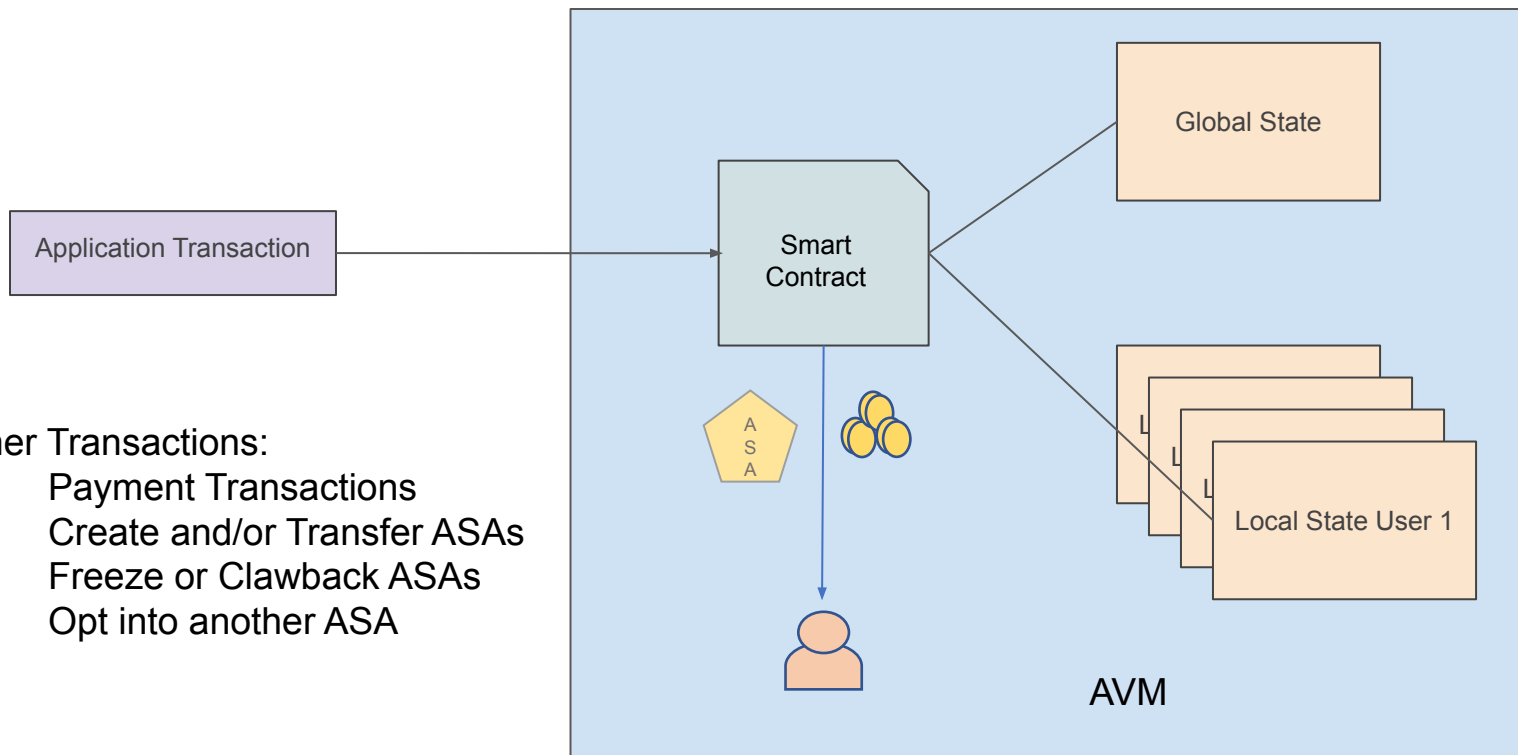 Global State
Application Transaction
Smart
Contract
A
S
A
ner Transactions:
Payment Transactions
Create and/or Transfer ASAs
Freeze or Clawback ASAs
Opt into another ASA
L
L
L
Local State User 1
AVM